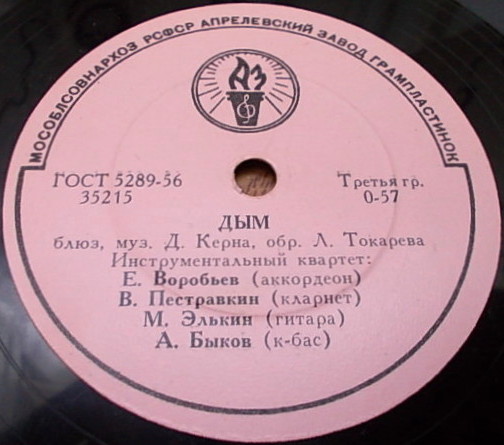 МОСОБЛСОВНАРХОЗ РСФСР АПРЕЛЕВСКИЙ ЗАВОД ГРАМПЛАСТИНОК
АЗ
ГОСТ 5289-56
35215
Третья гр.
0-57
ДЫМ
блюз, муз. Д. Керна, обр. Л. Токарева
Инструментальный квартет:
Е. Воробьев (аккордеон)
В. Пестравкин (кларнет)
М. Элькин (гитара)
А. Быков (к-бас)